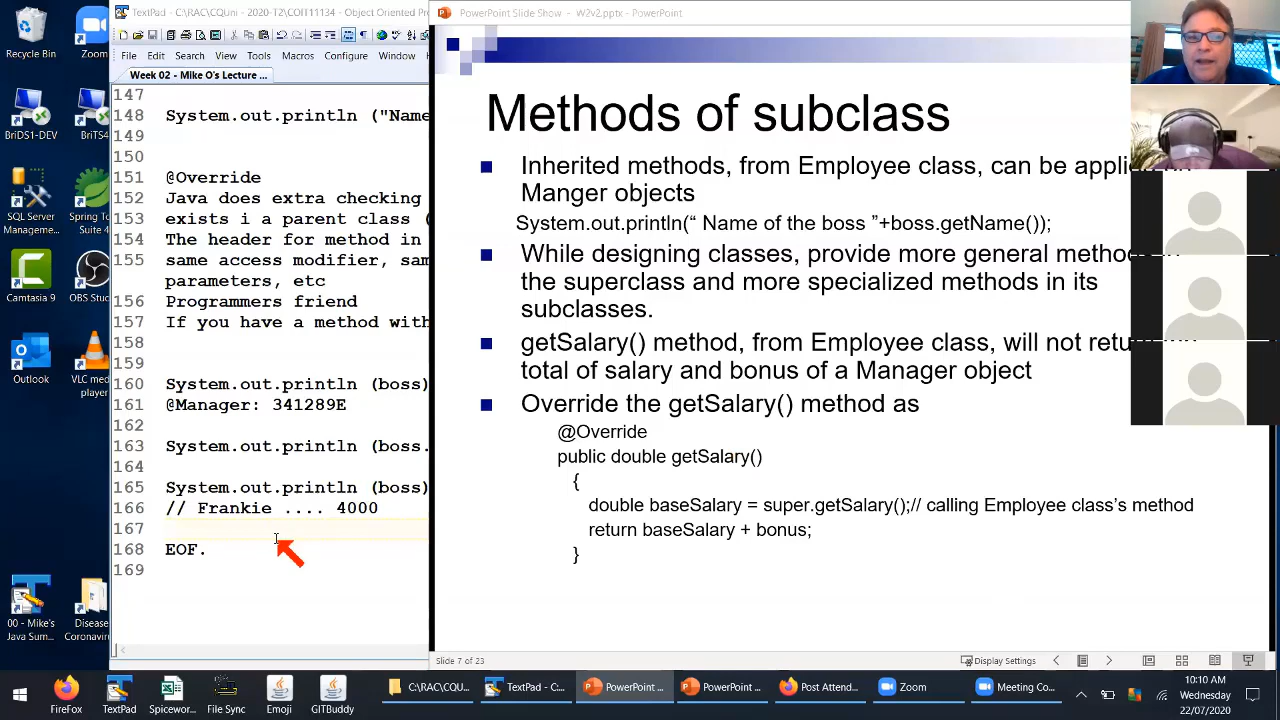 TextPad - C:\RAC\CQUni - 2020-T2\COIT11134 - Object Oriented Pro
PowerPoint Slide Show - W2v2.pptx - PowerPoint
File Edit Search View Tools Macros Configure Window
Week 02 - Mike O's Lecture ...
Recycle Bin
Zoom
BriDS1-DEV
BriTS4...
SQL Server Manageme...
Spring To Suite 4
Camtasia 9
OBS Stud
Outlook
VLC med player
00 - Mike's Java Sum...
Disease Coronaviru
147
148 System.out.println ("Name
149
150
151 @Override
152 Java does extra checking
153 exists i a parent class (
154 The header for method in
155 same access modifier, sam
parameters, etc
156 Programmers friend
157 If you have a method with
158
159
160 System.out.println (boss)
161 @Manager: 341289E
162
163 System.out.println (boss.
164
165 System.out.println (boss)
166 // Frankie .... 4000
167
168 EOF.
169
Methods of subclass
Inherited methods, from Employee class, can be applied
Manger objects
System.out.println(“ Name of the boss ”+boss.getName());
While designing classes, provide more general methods
the superclass and more specialized methods in its
subclasses.
getSalary() method, from Employee class, will not return
total of salary and bonus of a Manager object
Override the getSalary() method as
@Override
public double getSalary()
{
double baseSalary = super.getSalary();// calling Employee class’s method
return baseSalary + bonus;
}
Slide 7 of 23
Display Settings
FireFox
TextPad
Spicewor...
File Sync
Emoji
GITBuddy
C:\RAC\CQU...
TextPad - C...
PowerPoint ...
PowerPoint ...
Post Attend...
Zoom
Meeting Co...
10:10 AM
Wednesday
22/07/2020